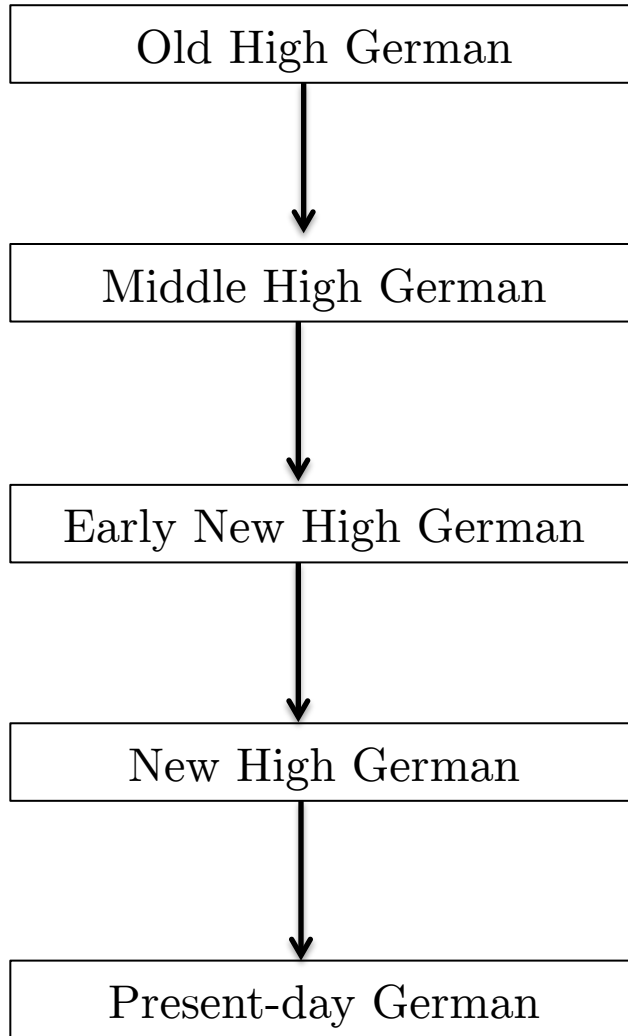 Old High German
Middle High German
Early New High German
New High German
Present-day German